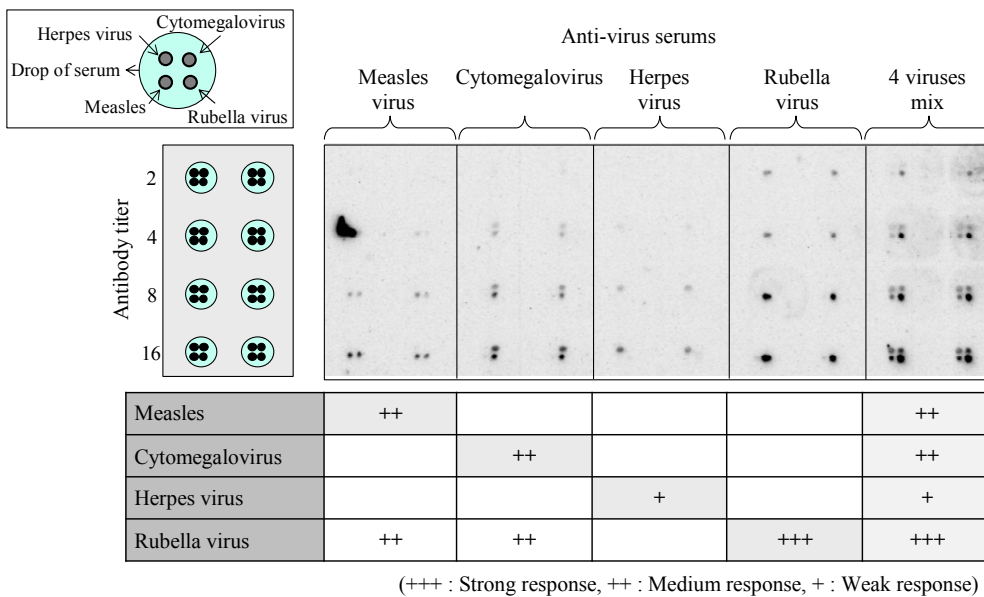 Cytomegalovirus
Herpes virus
Drop of serum
Measles
Rubella virus
Anti-virus serums
Measles virus
Cytomegalovirus
Herpes virus
Rubella virus
4 viruses mix
Antibody titer
2
4
8
16
Measles ++ ++
Cytomegalovirus ++ ++
Herpes virus + +
Rubella virus ++ ++ +++ +++
(+++ : Strong response, ++ : Medium response, + : Weak response)